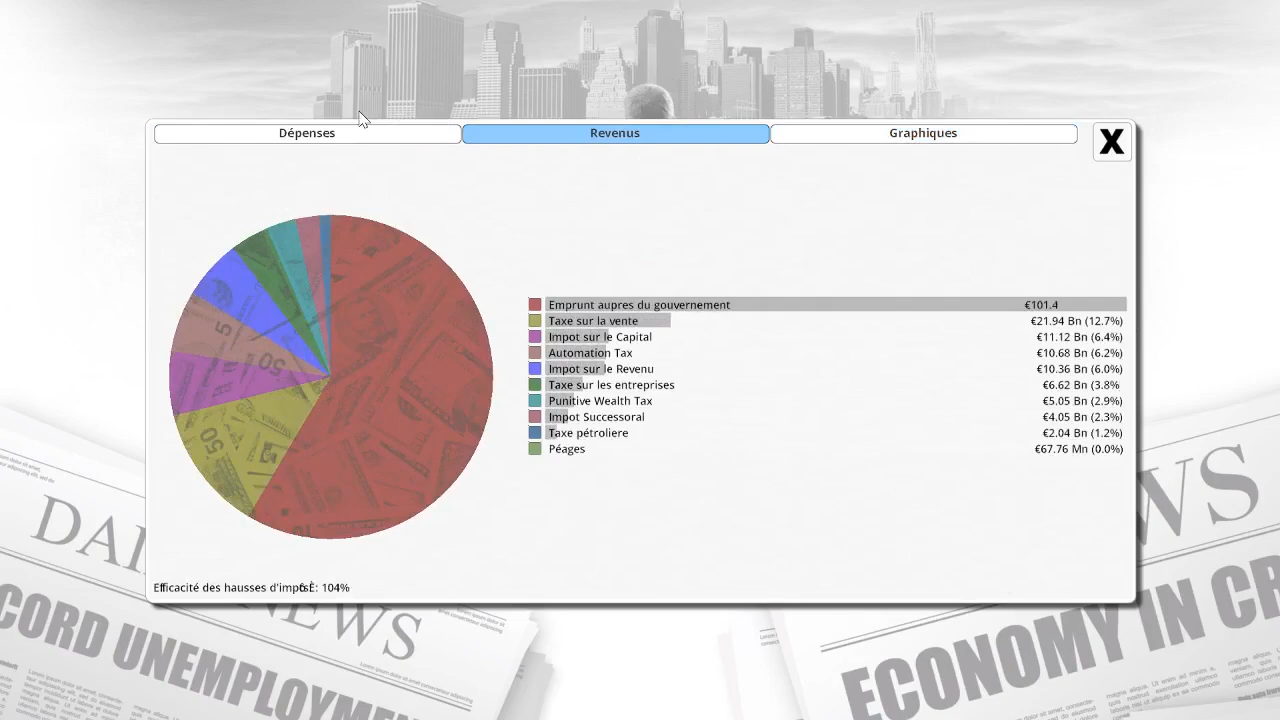 Dépenses
Revenus
Graphiques
X
Emprunt aupres du gouvernement €101.4
Taxe sur la vente €21.94 Bn (12.7%)
Impot sur le Capital €11.12 Bn (6.4%)
Automation Tax €10.68 Bn (6.2%)
Impot sur le Revenu €10.36 Bn (6.0%)
Taxe sur les entreprises €6.62 Bn (3.8%
Punitive Wealth Tax €5.05 Bn (2.9%)
Impot Successoral €4.05 Bn (2.3%)
Taxe pétroliere €2.04 Bn (1.2%)
Péages €67.76 Mn (0.0%)
Efficacité des hausses d'impôts: 104%
DAI
NEWS
CORD UNEMPLOYME
WS
ECONOMY IN CR